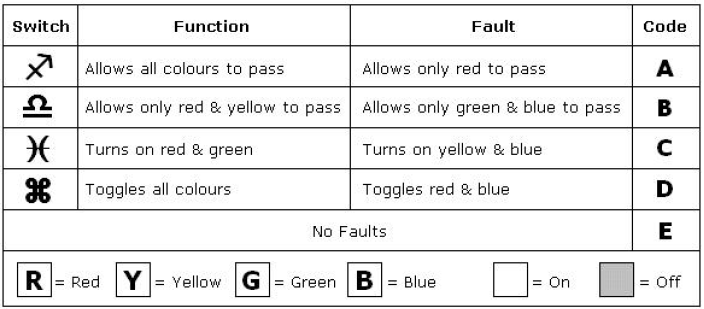 Switch Function Fault Code
♐ Allows all colours to pass Allows only red to pass A
♎ Allows only red & yellow to pass Allows only green & blue to pass B
♓ Turns on red & green Turns on yellow & blue C
⌘ Toggles all colours Toggles red & blue D
No Faults E
R = Red Y = Yellow G = Green B = Blue = On = Off